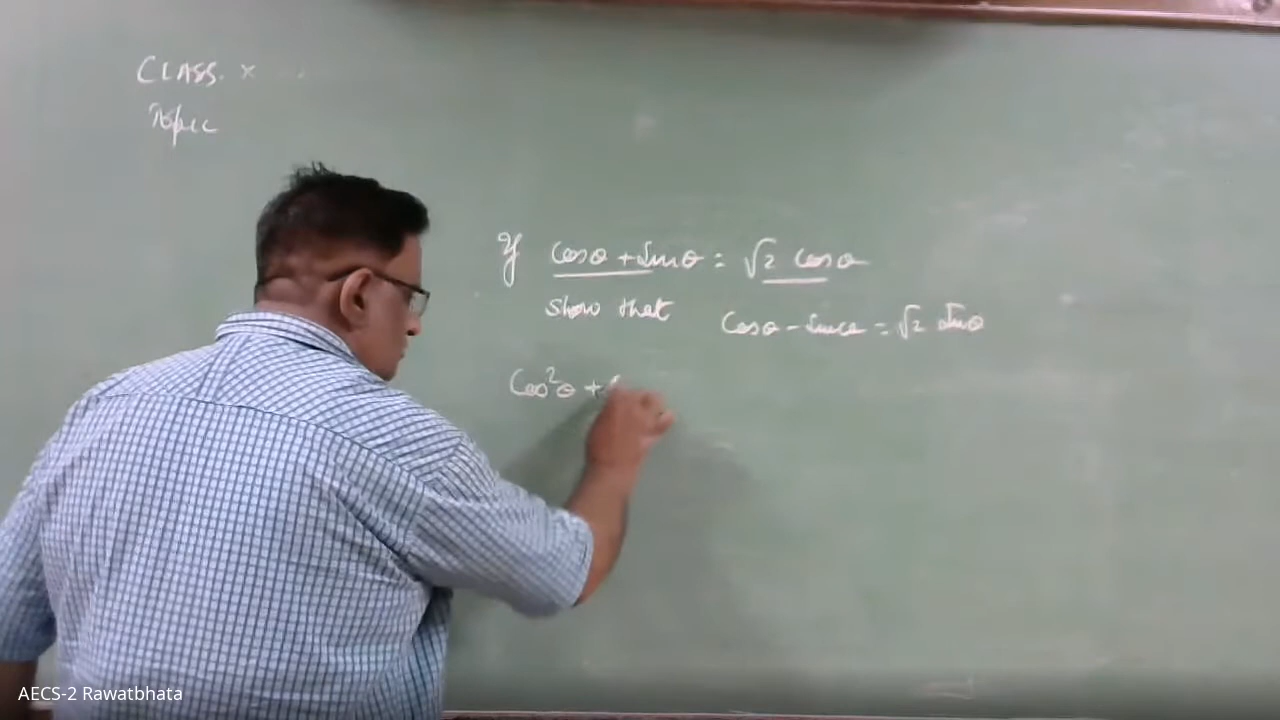 CLASS. X
Topic
If cosθ + sinθ = √2 cosθ
show that cosθ - sinθ = √2 sinθ
cos²θ +
AECS-2 Rawatbhata